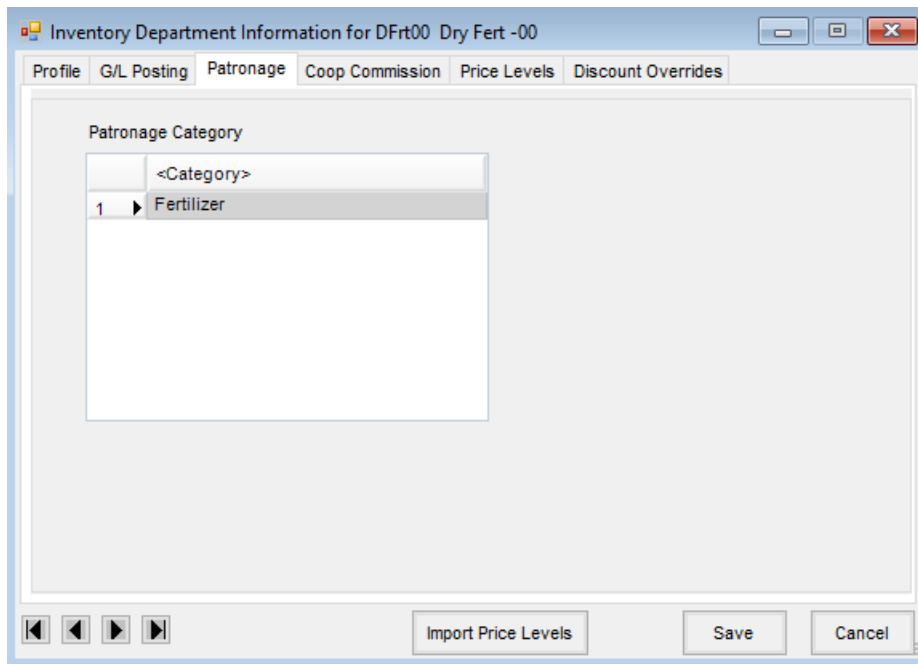 Inventory Department Information for DFrt00 Dry Fert -00
Profile G/L Posting Patronage Coop Commission Price Levels Discount Overrides
Patronage Category
<Category>
1 Fertilizer
Import Price Levels Save Cancel